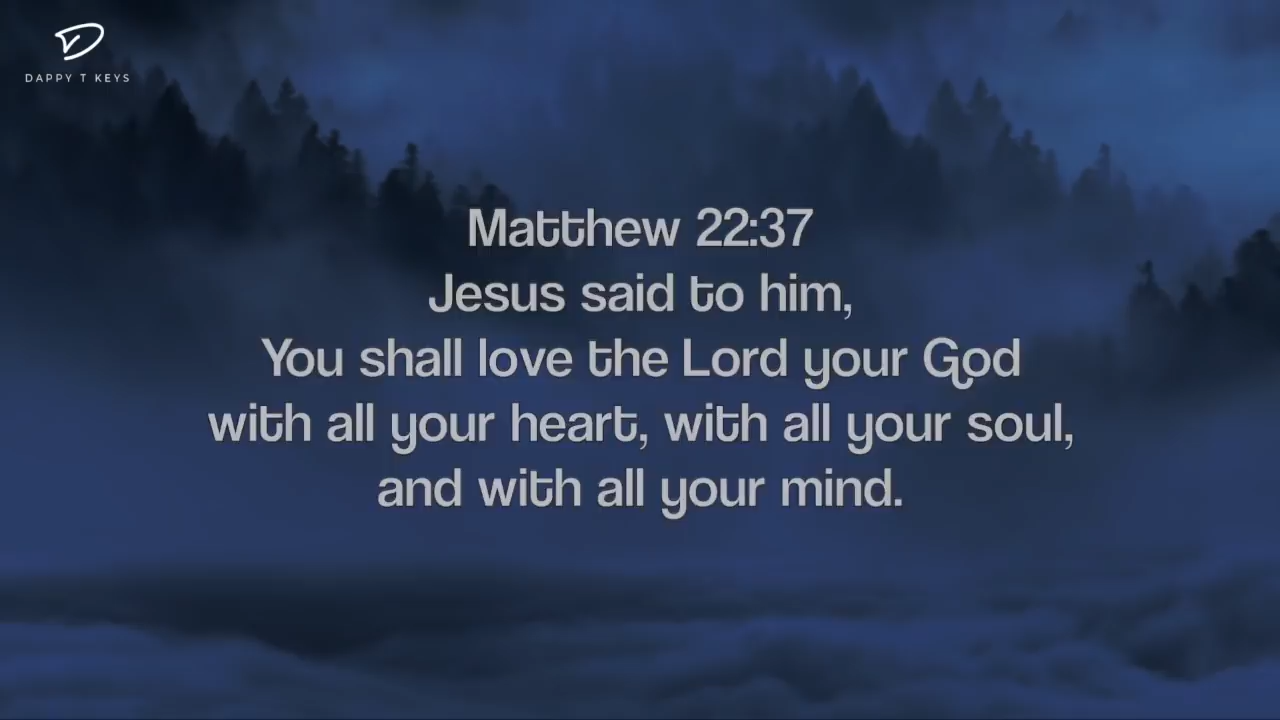 DAPPY T KEYS
Matthew 22:37
Jesus said to him,
You shall love the Lord your God
with all your heart, with all your soul,
and with all your mind.